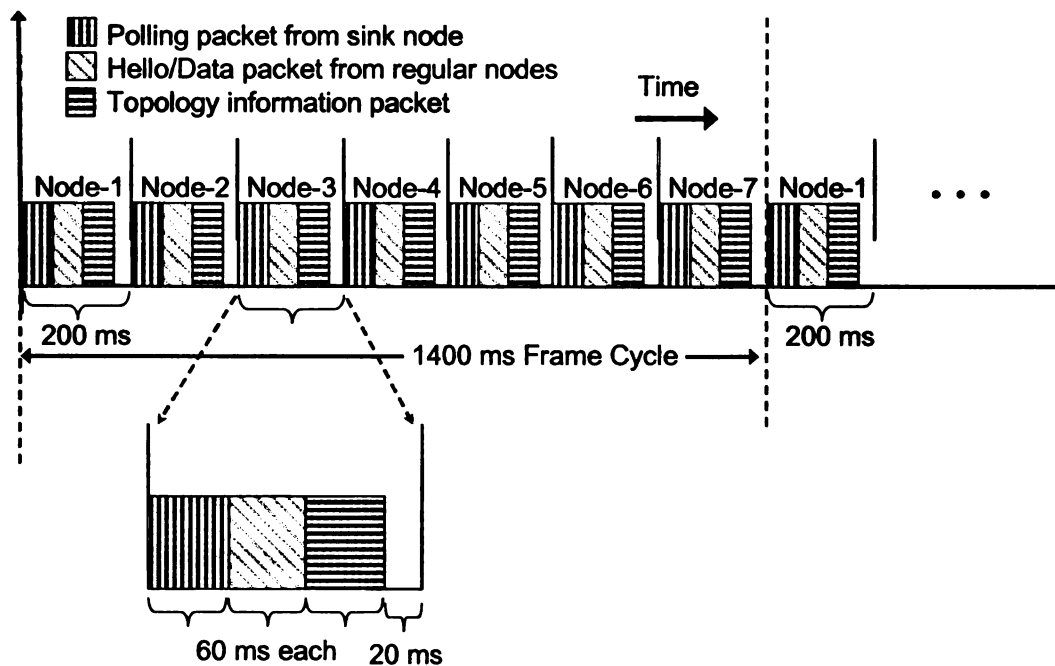 Polling packet from sink node
Hello/Data packet from regular nodes
Topology information packet
Time
Node-1 Node-2 Node-3 Node-4 Node-5 Node-6 Node-7 Node-1
200 ms
200 ms
1400 ms Frame Cycle
60 ms each
20 ms